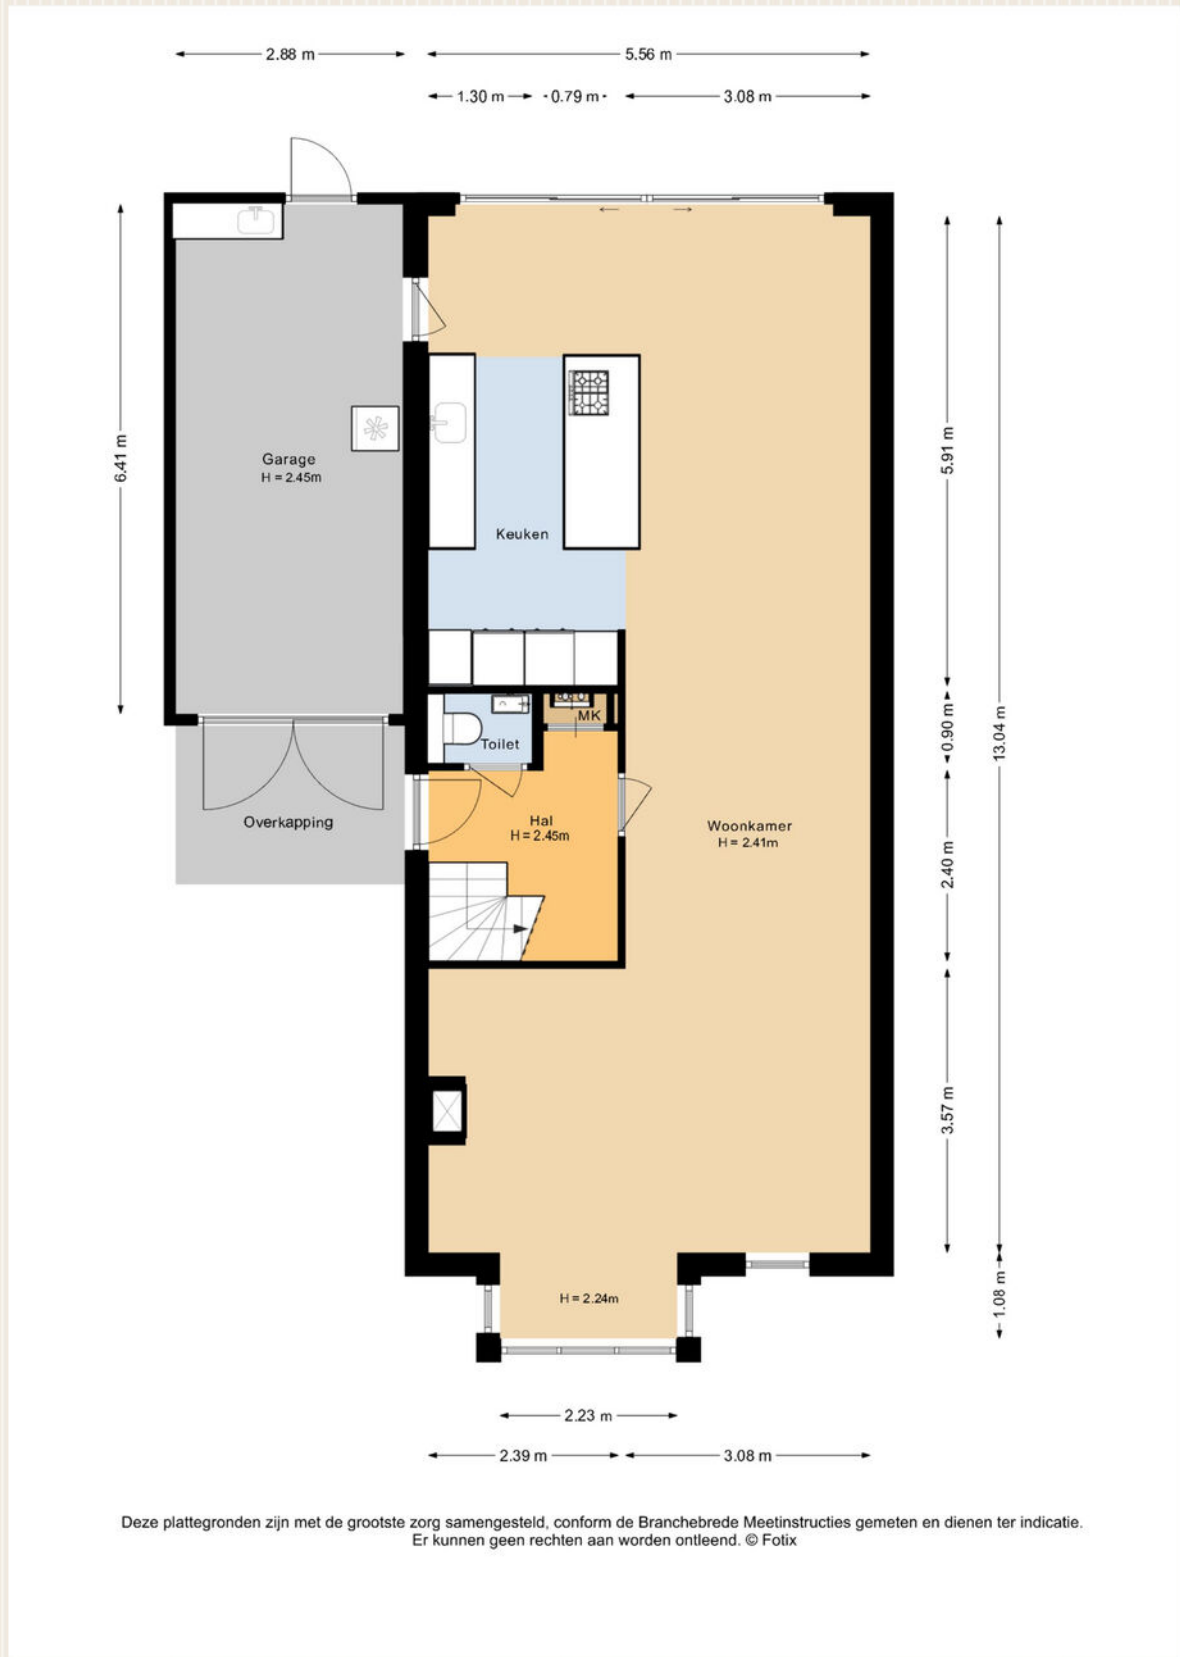 2.88 m
5.56 m
1.30 m
0.79 m
3.08 m
6.41 m
5.91 m
Garage
H = 2.45m
Keuken
0.90 m
13.04 m
MK
Toilet
Overkapping
Hal
H = 2.45m
Woonkamer
H = 2.41m
2.40 m
3.57 m
H = 2.24m
1.08 m
2.23 m
2.39 m
3.08 m
Deze plattegronden zijn met de grootste zorg samengesteld, conform de Branchebrede Meetinstructies gemeten en dienen ter indicatie.
Er kunnen geen rechten aan worden ontleend. © Fotix